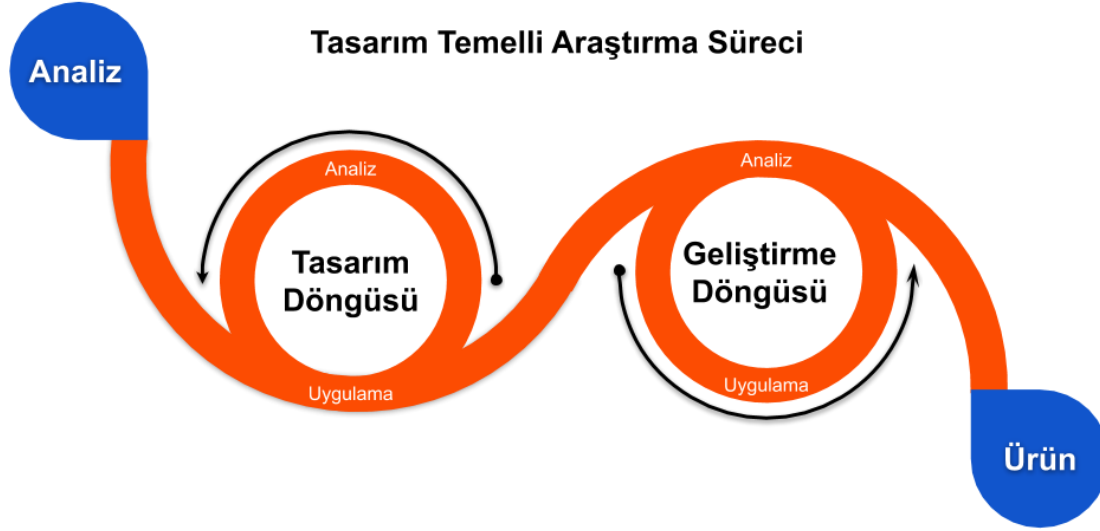 Tasarım Temelli Araştırma Süreci
Analiz
Analiz
Tasarım
Döngüsü
Uygulama
Analiz
Geliştirme
Döngüsü
Uygulama
Ürün